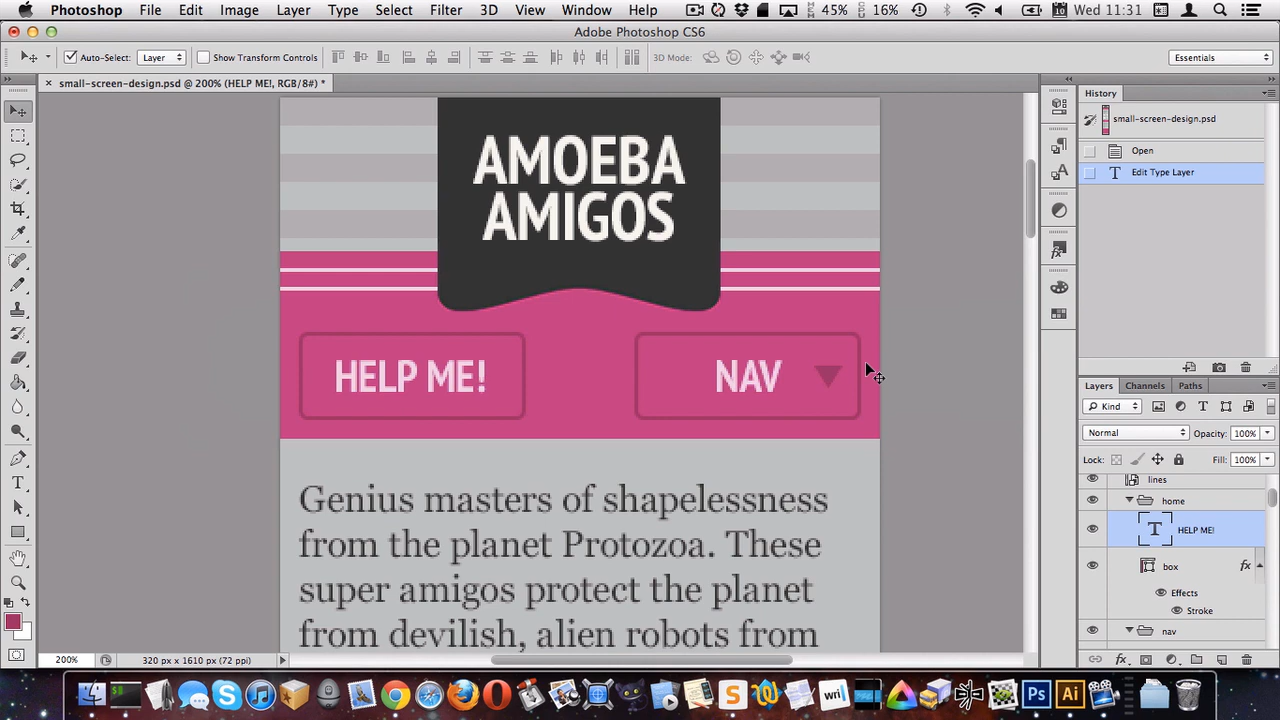 Photoshop File Edit Image Layer Type Select Filter 3D View Window Help 45% 16% Wed 11:31
Adobe Photoshop CS6
Auto-Select: Layer Show Transform Controls 3D Mode: Essentials
small-screen-design.psd @ 200% (HELP ME!, RGB/8#) *
History
small-screen-design.psd
Open
Edit Type Layer
AMOEBA
AMIGOS
HELP ME!
NAV
Genius masters of shapelessness
from the planet Protozoa. These
super amigos protect the planet
from devilish, alien robots from
Layers Channels Paths
Kind
Normal Opacity: 100%
Lock: Fill: 100%
lines
home
T HELP ME!
box fx
Effects
Stroke
nav
200% 320 px x 1610 px (72 ppi)
S wri Ps Ai